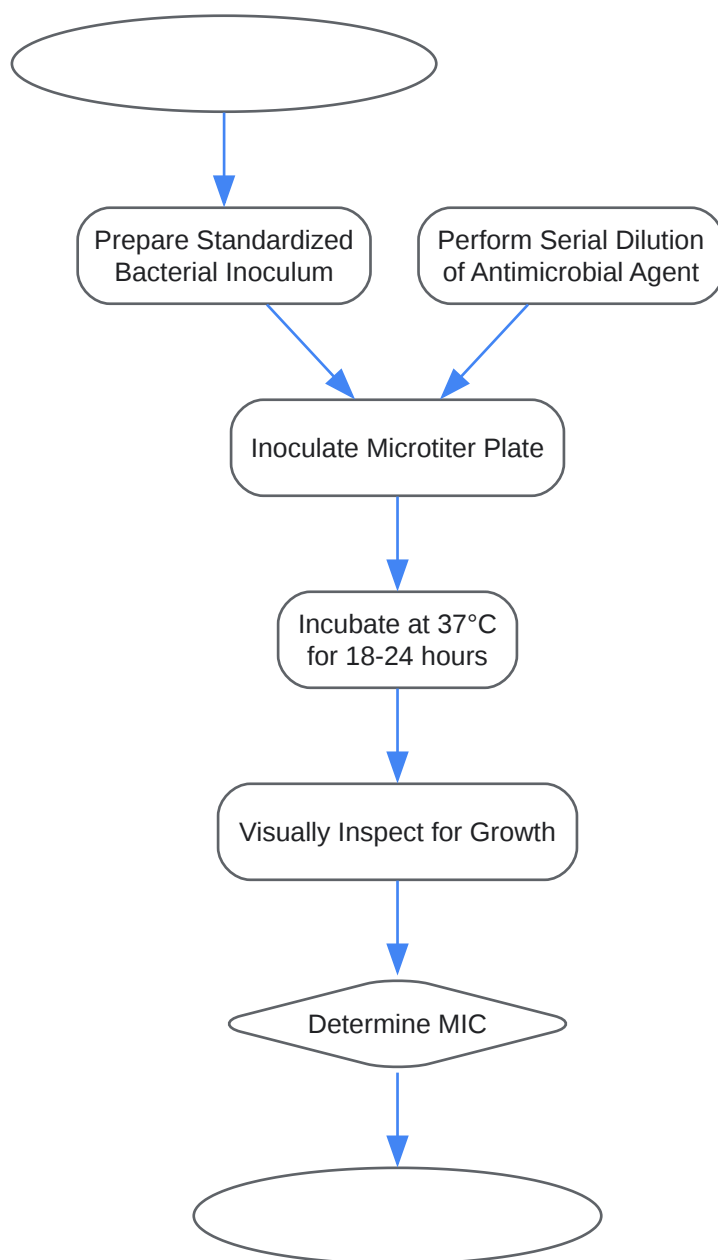 Prepare Standardized
Bacterial Inoculum
Perform Serial Dilution
of Antimicrobial Agent
Inoculate Microtiter Plate
Incubate at 37°C
for 18-24 hours
Visually Inspect for Growth
Determine MIC